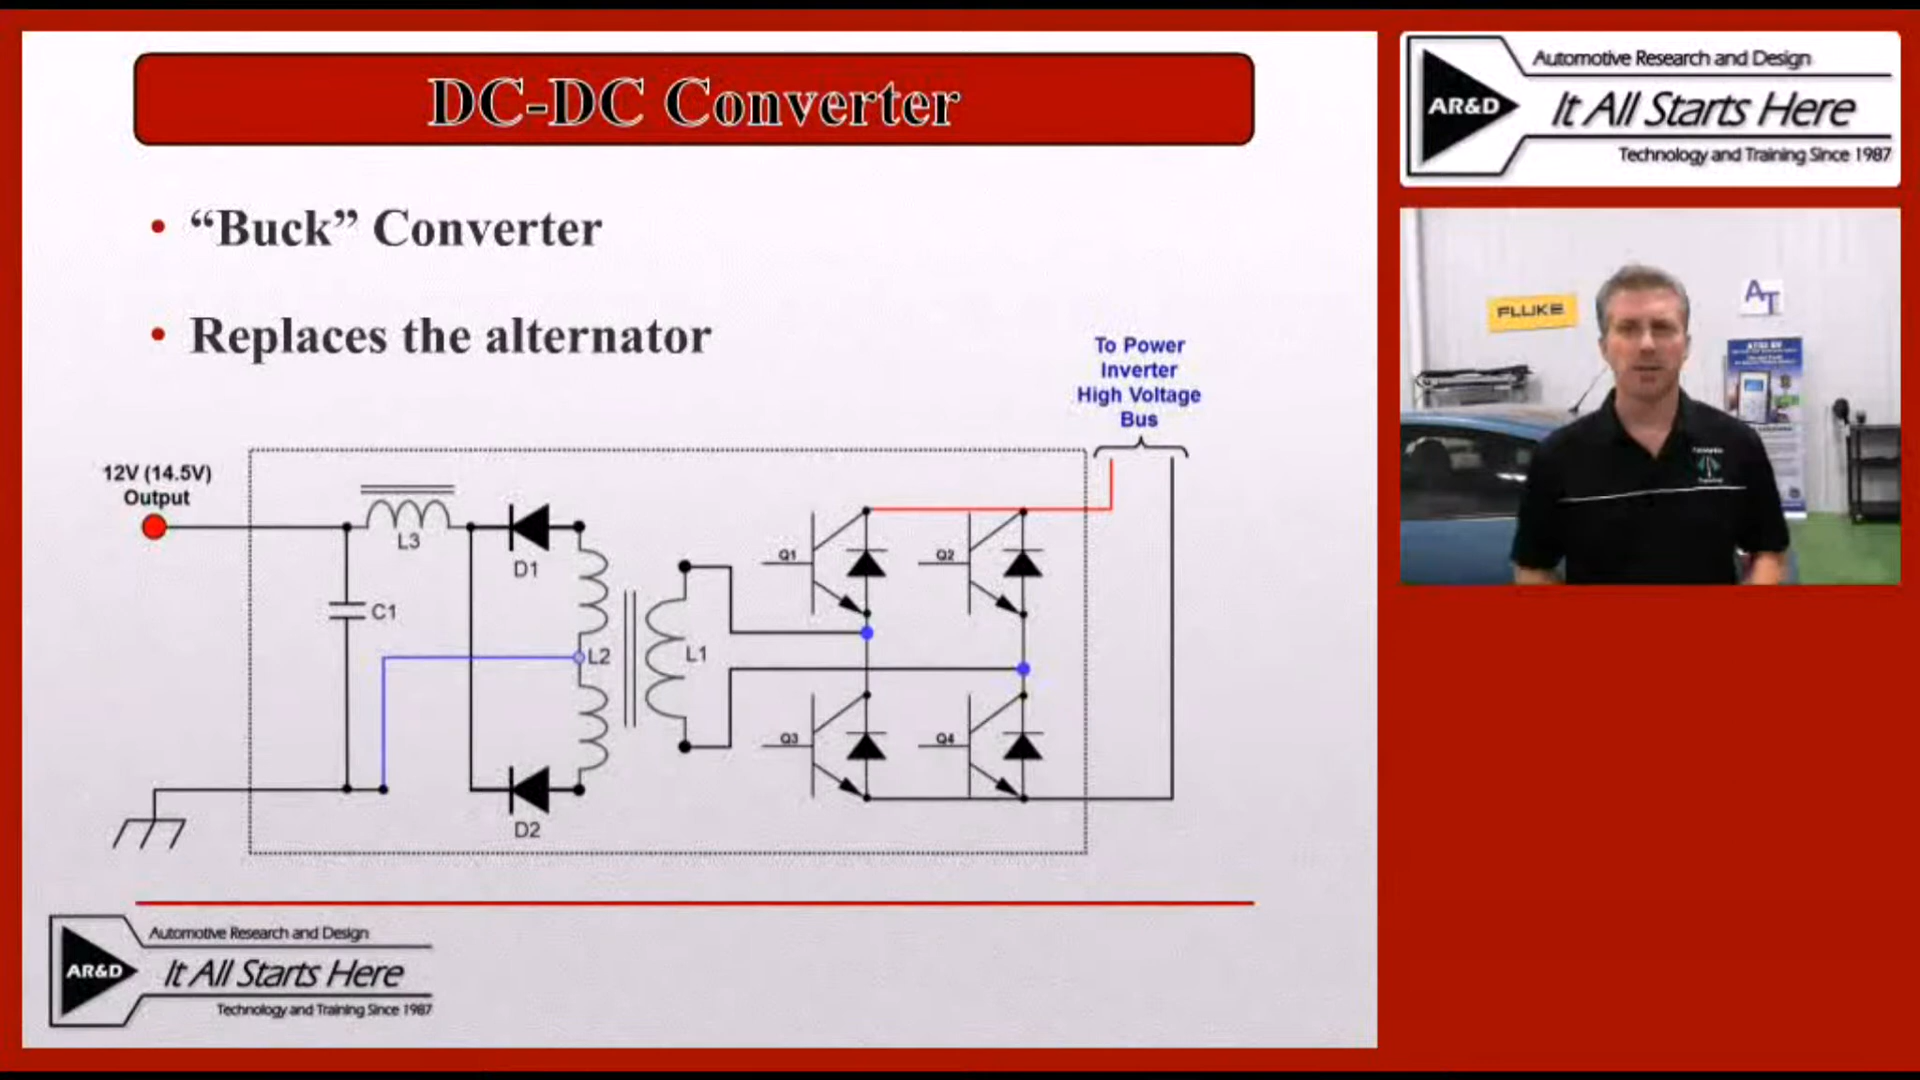 DC-DC Converter
• “Buck” Converter
• Replaces the alternator
To Power
Inverter
High Voltage
Bus
12V (14.5V)
Output
L3
D1
C1
L2
L1
D2
Q1
Q2
Q3
Q4
AR&D
Automotive Research and Design
It All Starts Here
Technology and Training Since 1987
AR&D
Automotive Research and Design
It All Starts Here
Technology and Training Since 1987
FLUKE
AT